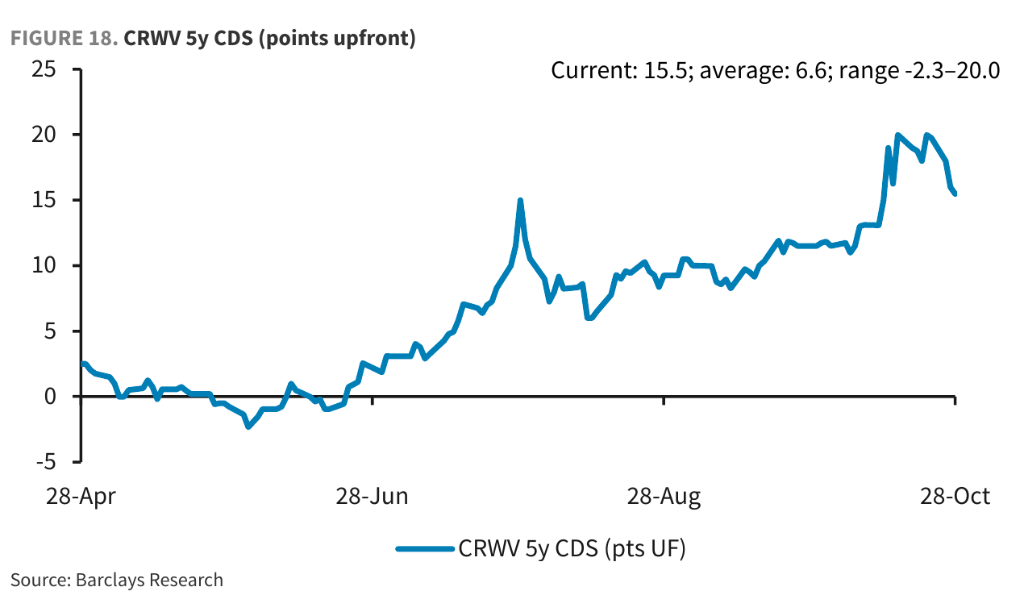 FIGURE 18. CRWV 5y CDS (points upfront)
Current: 15.5; average: 6.6; range -2.3–20.0
25
20
15
10
5
0
-5
28-Apr 28-Jun 28-Aug 28-Oct
CRWV 5y CDS (pts UF)
Source: Barclays Research